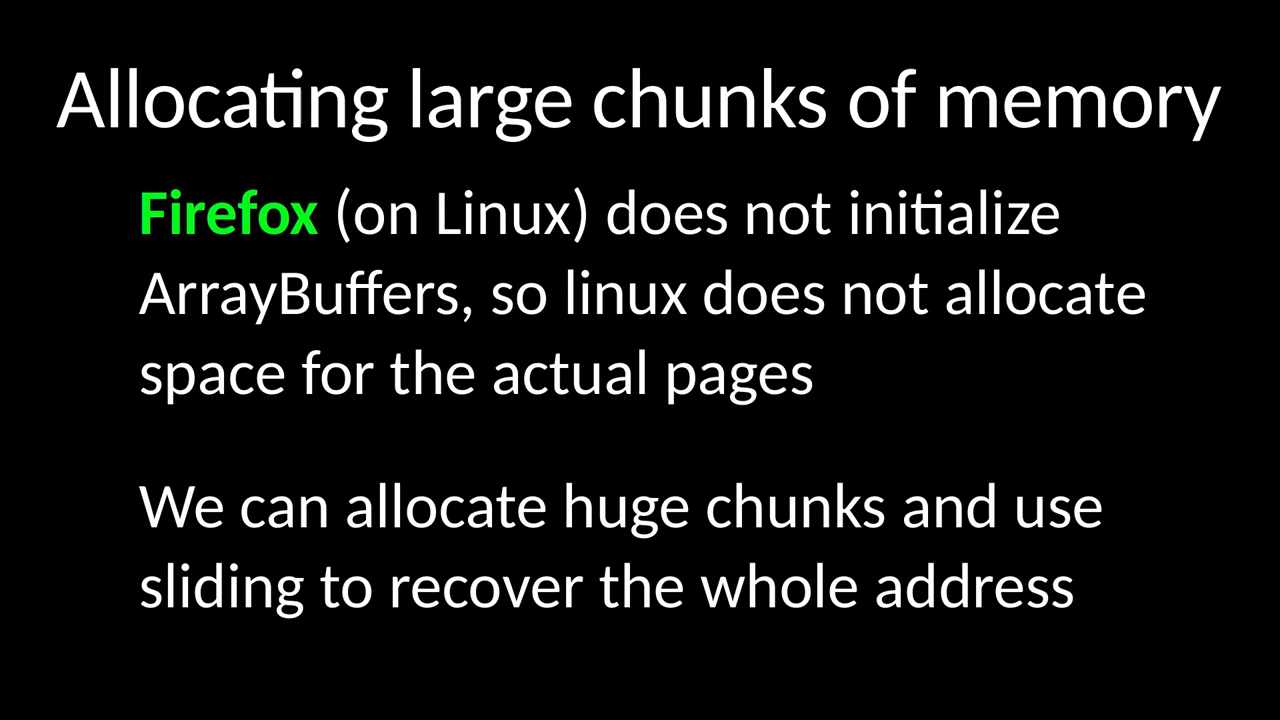 Allocating large chunks of memory
Firefox (on Linux) does not initialize
ArrayBuffers, so linux does not allocate
space for the actual pages
We can allocate huge chunks and use
sliding to recover the whole address